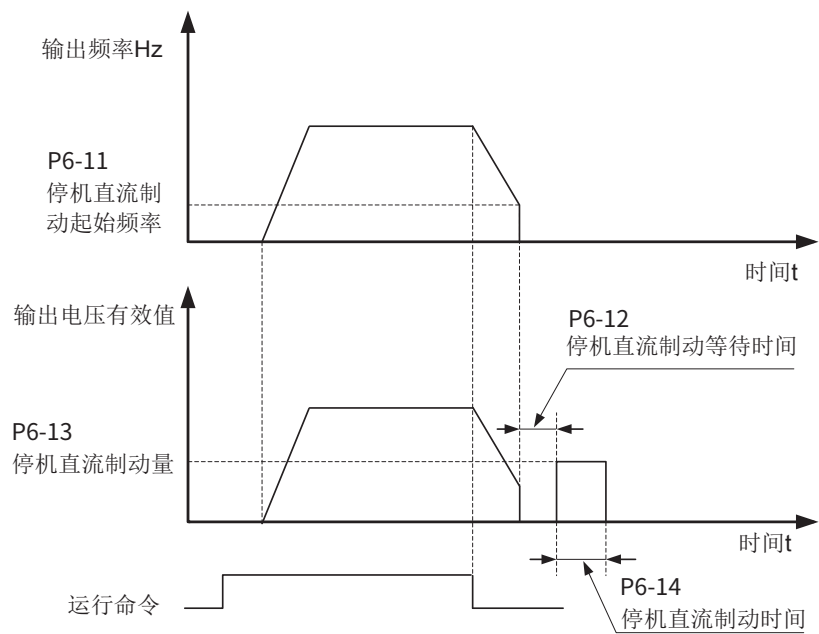 输出频率Hz
P6-11
停机直流制
动起始频率
时间t
输出电压有效值
P6-12
停机直流制动等待时间
P6-13
停机直流制动量
时间t
P6-14
停机直流制动时间
运行命令